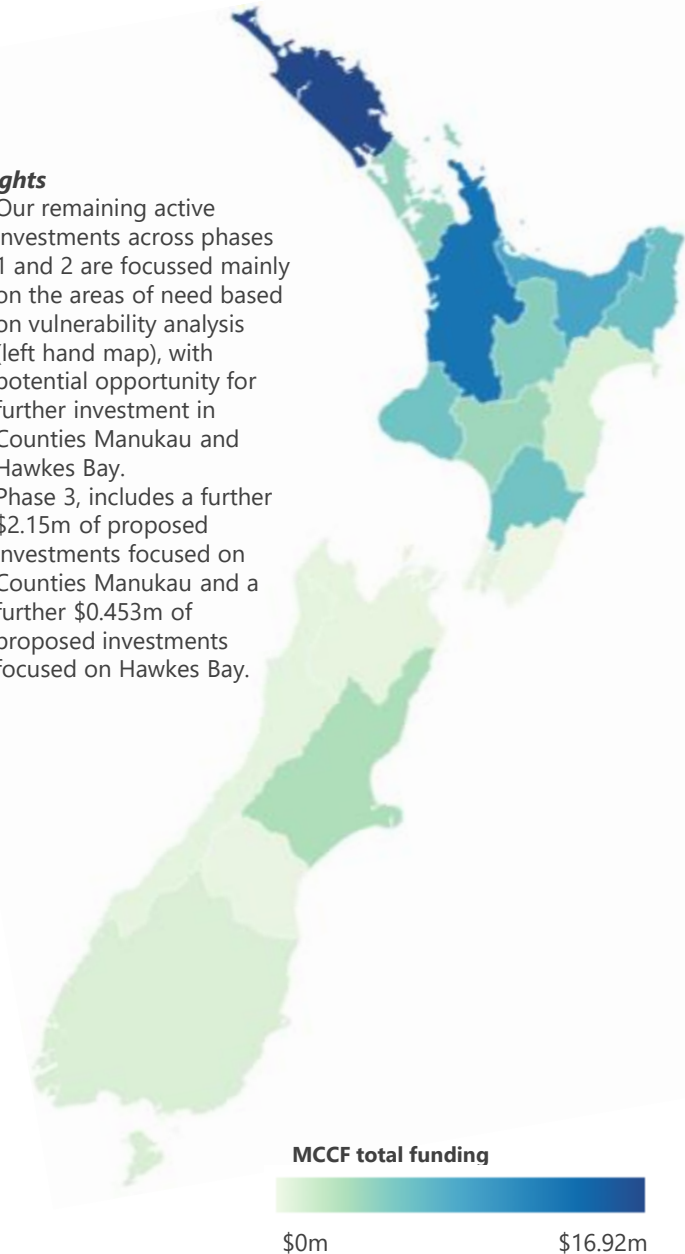 ghts
Our remaining active
investments across phases
1 and 2 are focussed mainly
on the areas of need based
on vulnerability analysis
(left hand map), with
potential opportunity for
further investment in
Counties Manukau and
Hawkes Bay.
Phase 3, includes a further
$2.15m of proposed
investments focused on
Counties Manukau and a
further $0.453m of
proposed investments
focused on Hawkes Bay.
MCCF total funding
$0m
$16.92m